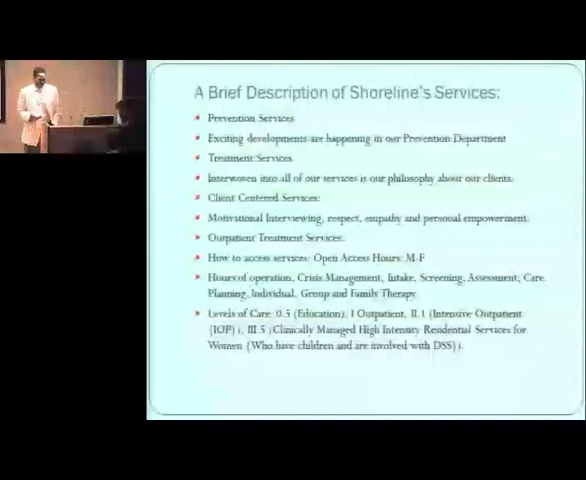 A Brief Description of Shoreline's Services:
Prevention Services
Exciting developments are happening in our Prevention Department
Treatment Services
Interwoven into all of our services is our philosophy about our clients.
Client Centered Services:
Motivational Interviewing, respect, empathy and personal empowerment.
Outpatient Treatment Services:
How to access services: Open Access Hours: M-F
Hours of operation, Crisis Management, Intake, Screening, Assessment, Care
Planning, Individual, Group and Family Therapy
Levels of Care: 0.5 (Education), I Outpatient, II.1 (Intensive Outpatient
(IOP)), III.5 (Clinically Managed High Intensity Residential Services for
Women (Who have children and are involved with DSS)).